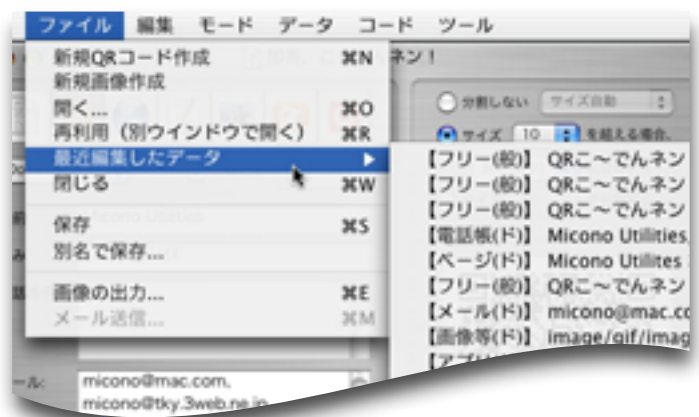 ファイル 編集 モード データ コード ツール
新規QRコード作成 ⌘N
新規画像作成
開く... ⌘O
再利用（別ウインドウで開く） ⌘R
最近編集したデータ ▶
閉じる ⌘W
保存 ⌘S
別名で保存...
画像の出力... ⌘E
メール送信... ⌘M
ネン！
分割しない サイズ自動
サイズ 10 を超える場合、
【フリー(般)】 QRこ〜でんネン
【フリー(般)】 QRこ〜でんネン
【フリー(般)】 QRこ〜でんネン
【電話帳(ド)】 Micono Utilities,
【ページ(ド)】 Micono Utilites
【フリー(般)】 QRこ〜でんネン
【メール(ド)】 micono@mac.co
【画像等(ド)】 image/gif/imag
ール: micono@mac.com,
micono@tky.3web.ne.jp